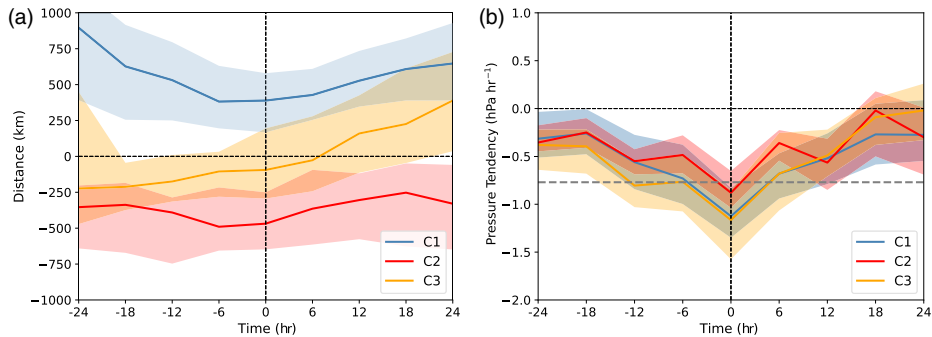 (a)
Distance (km)
1000
750
500
250
0
−250
−500
−750
−1000
-24
-18
-12
-6
0
6
12
18
24
Time (hr)
C1
C2
C3
(b)
Pressure Tendency (hPa hr⁻¹)
1.0
0.5
0.0
−0.5
−1.0
−1.5
−2.0
-24
-18
-12
-6
0
6
12
18
24
Time (hr)
C1
C2
C3